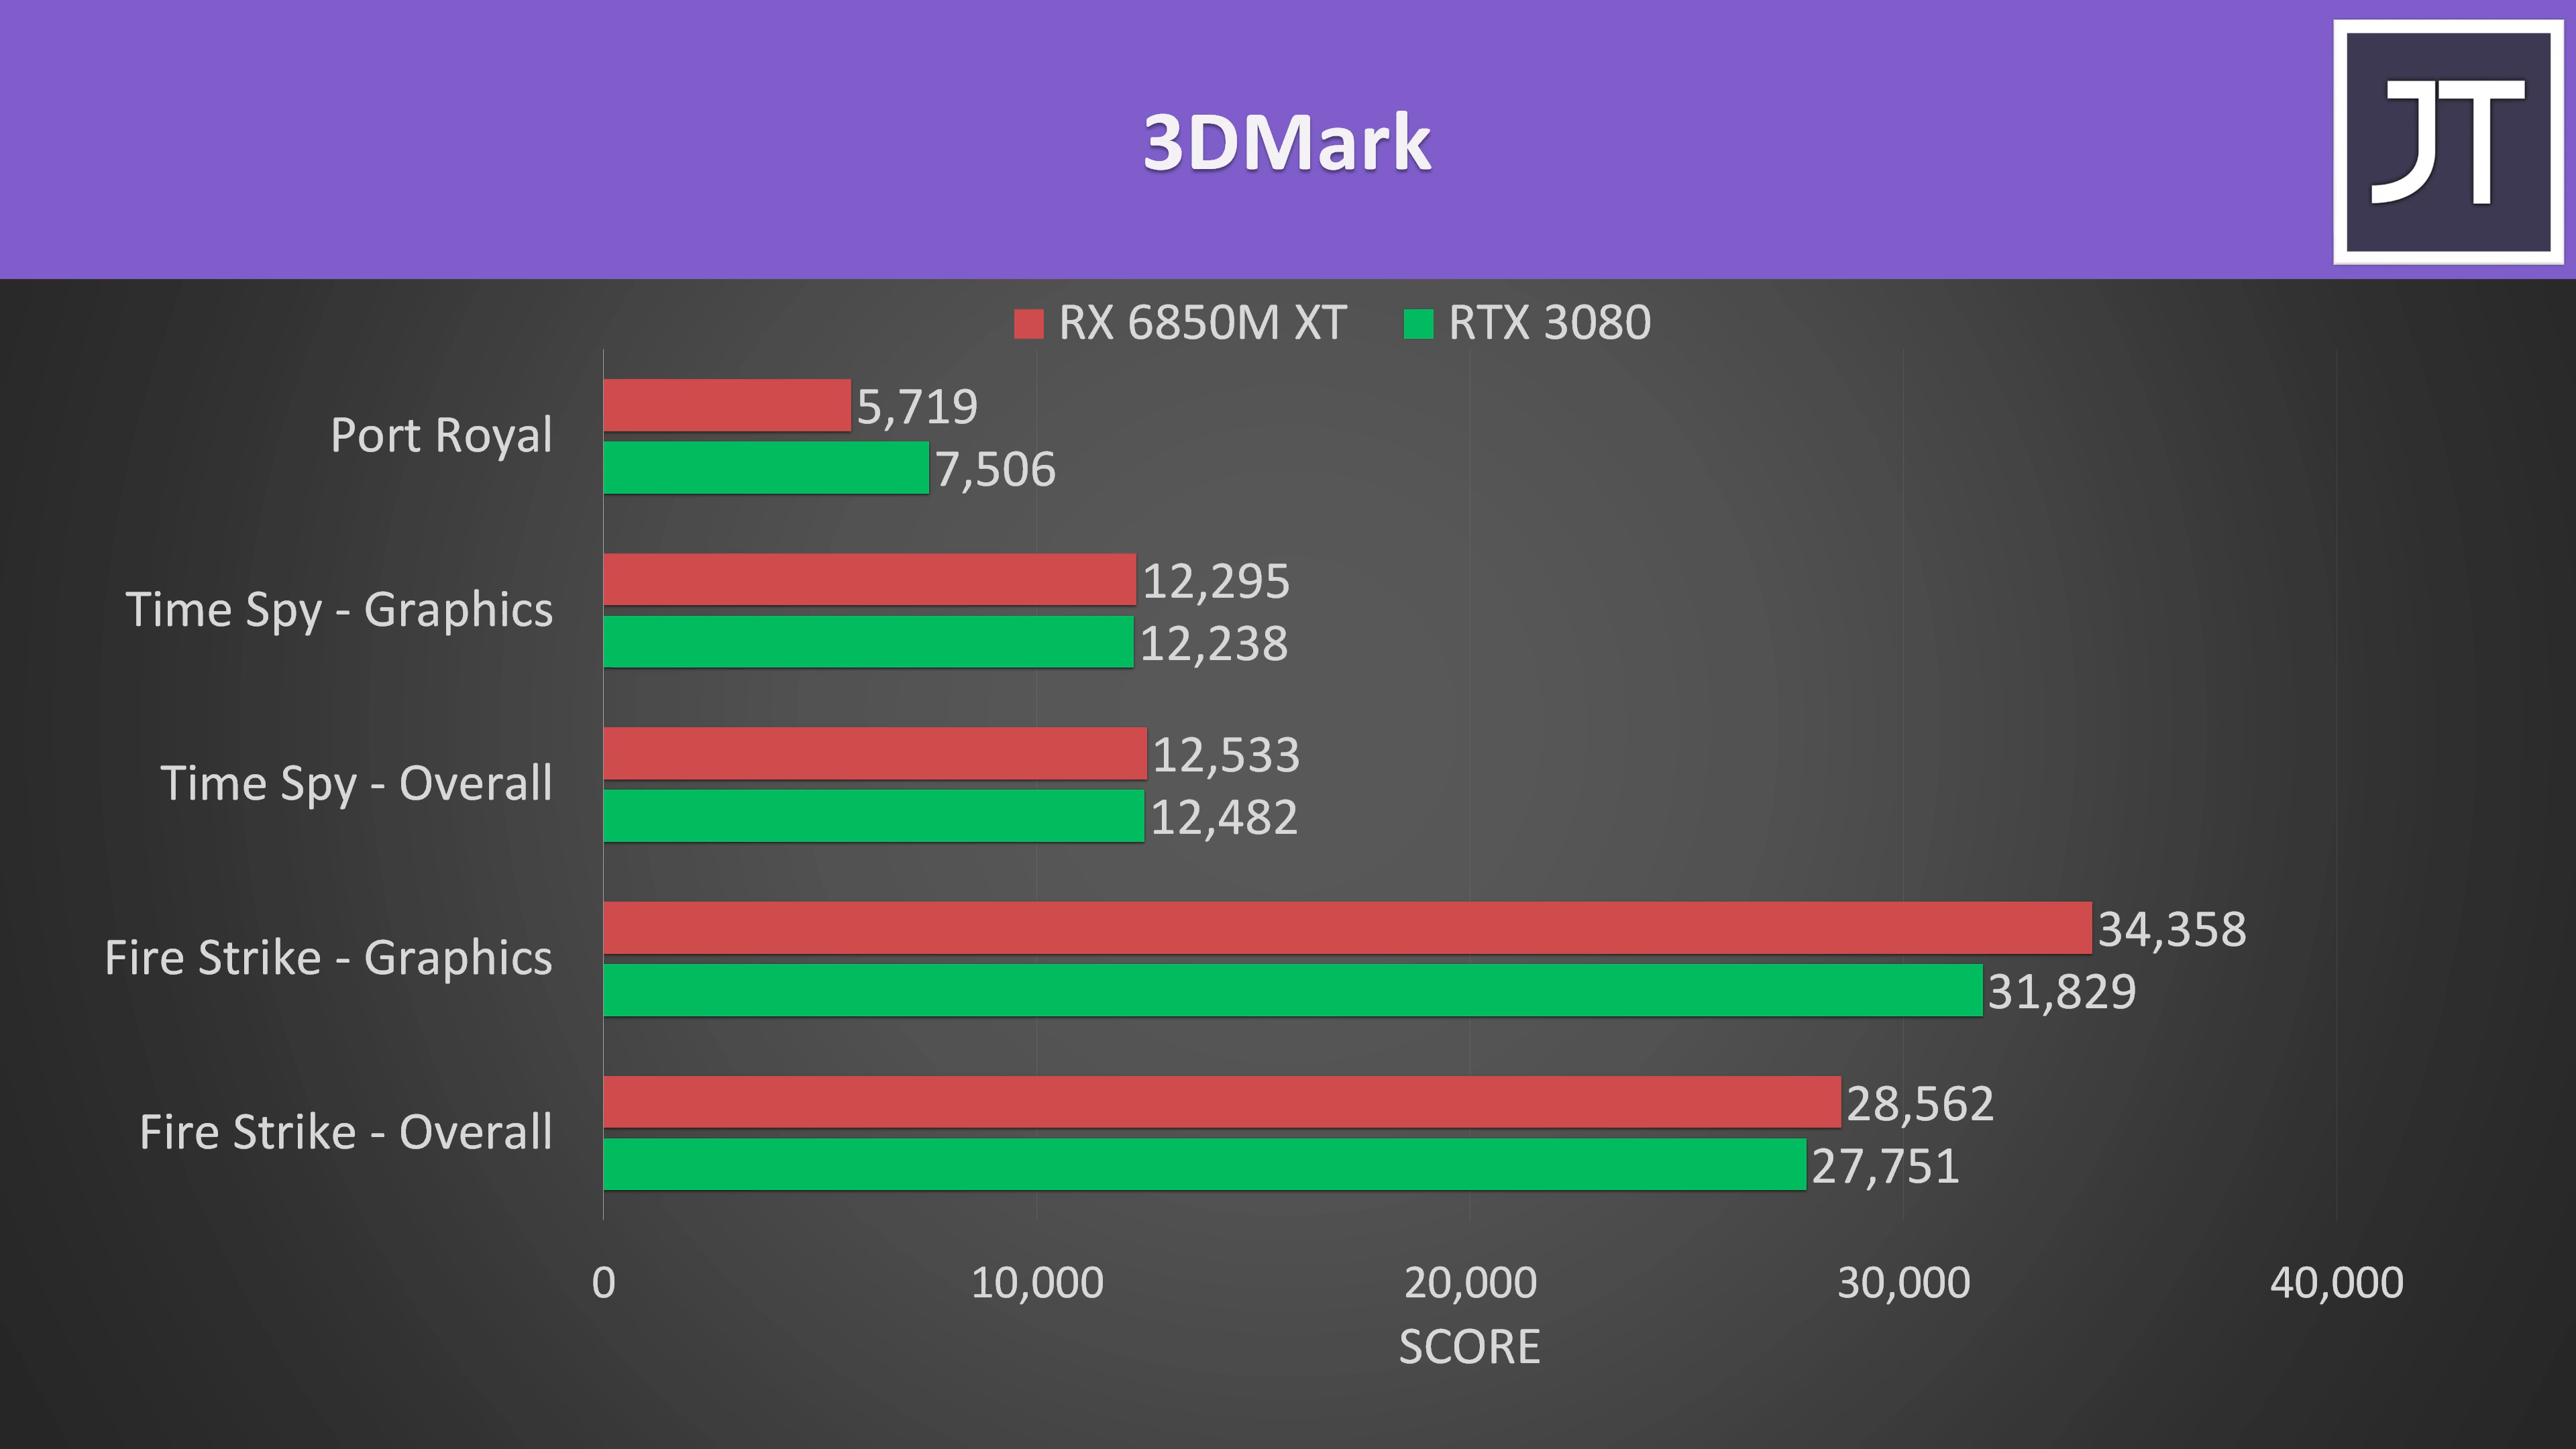 3DMark
JT
RX 6850M XT RTX 3080
Port Royal
5,719
7,506
Time Spy - Graphics
12,295
12,238
Time Spy - Overall
12,533
12,482
Fire Strike - Graphics
34,358
31,829
Fire Strike - Overall
28,562
27,751
0 10,000 20,000 30,000 40,000
SCORE